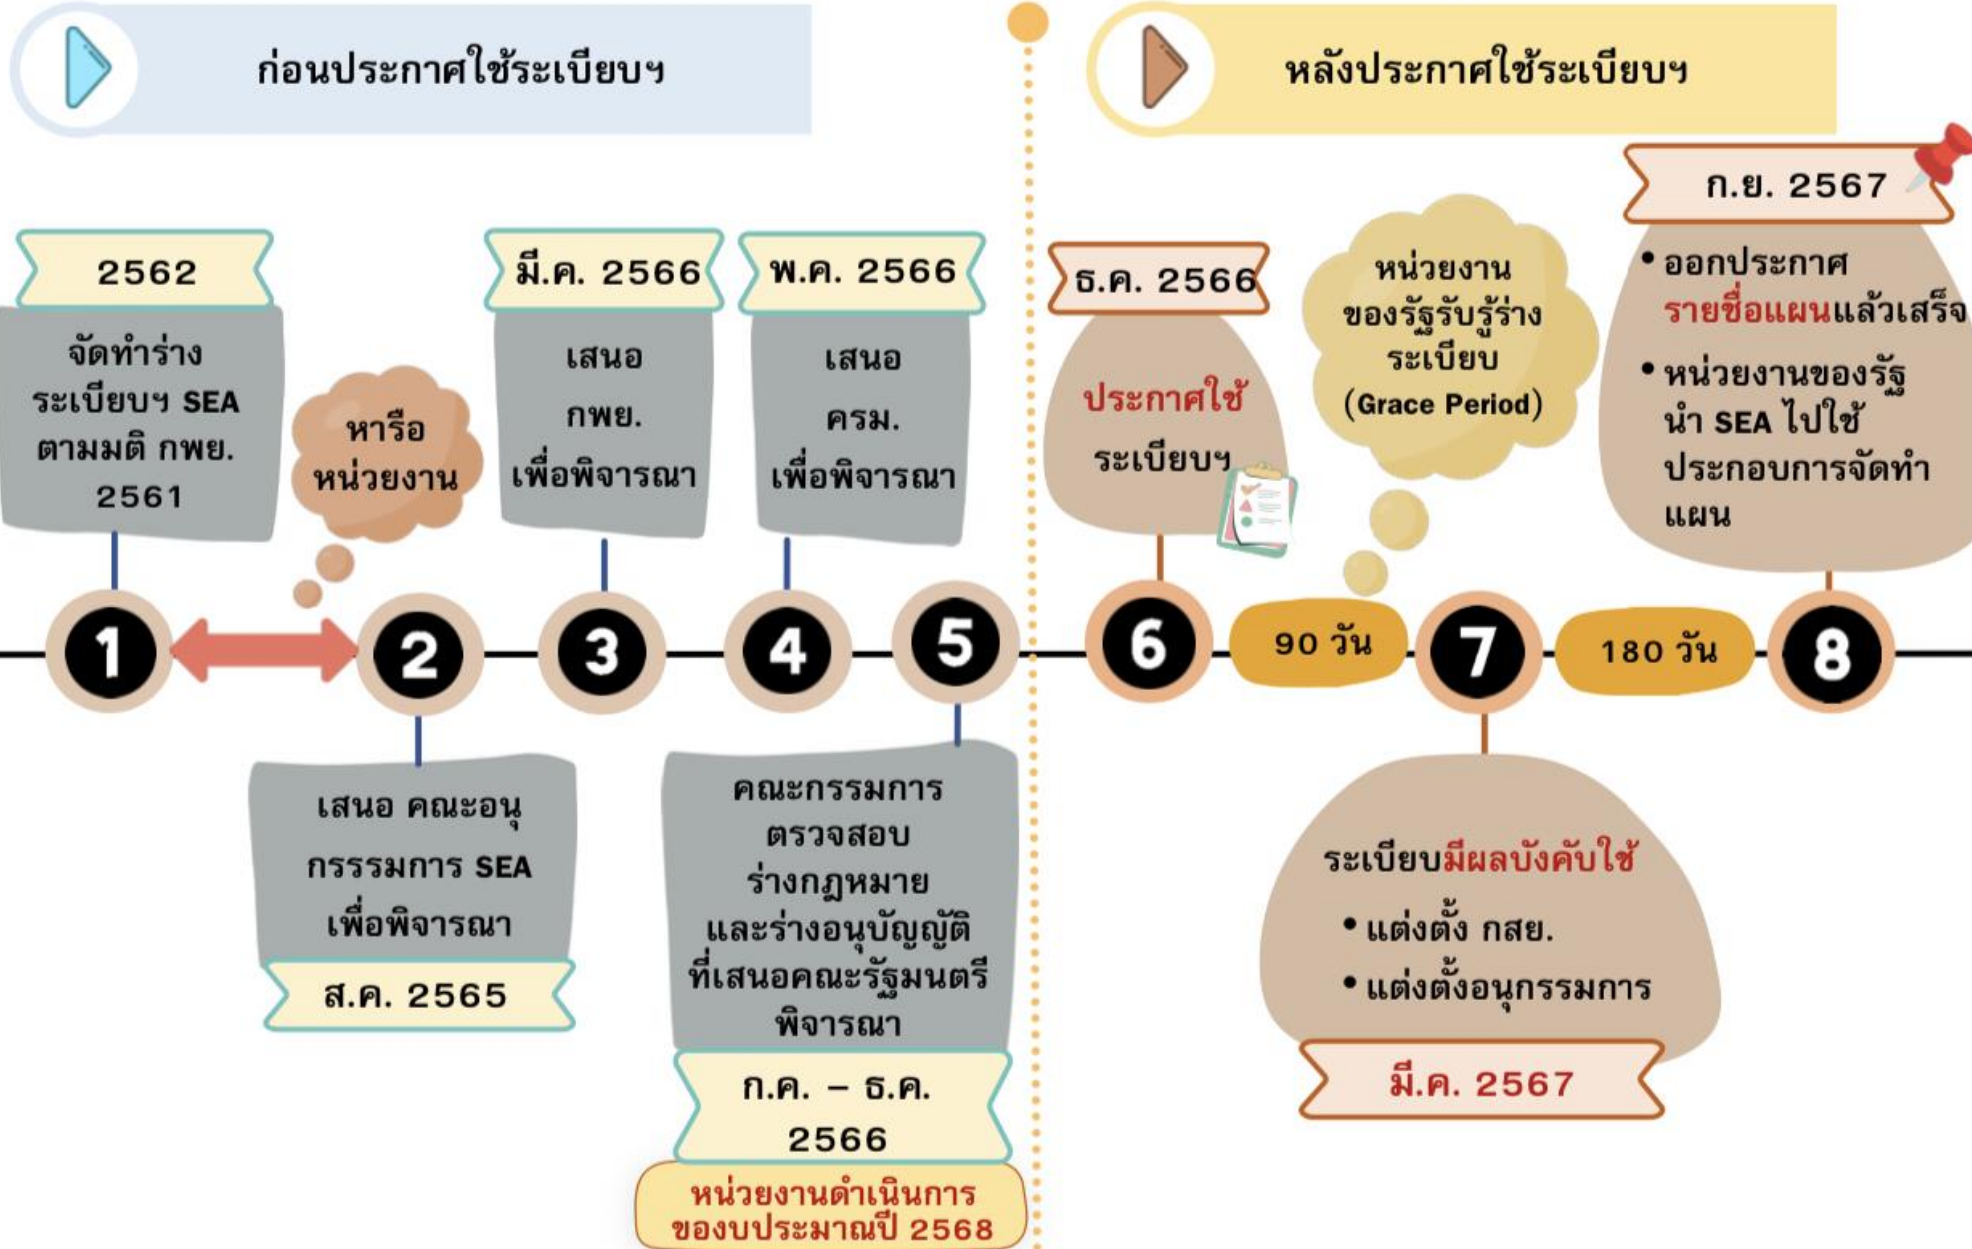 ก่อนประกาศใช้ระเบียบฯ
หลังประกาศใช้ระเบียบฯ
2562
จัดทำร่าง
ระเบียบฯ SEA
ตามมติ กพย.
2561
1
หารือ
หน่วยงาน
2
เสนอ คณะอนุ
กรรรมการ SEA
เพื่อพิจารณา
ส.ค. 2565
มี.ค. 2566
เสนอ
กพย.
เพื่อพิจารณา
3
พ.ค. 2566
เสนอ
ครม.
เพื่อพิจารณา
4
5
คณะกรรมการ
ตรวจสอบ
ร่างกฎหมาย
และร่างอนุบัญญัติ
ที่เสนอคณะรัฐมนตรี
พิจารณา
ก.ค. – ธ.ค.
2566
หน่วยงานดำเนินการ
ของบประมาณปี 2568
ธ.ค. 2566
ประกาศใช้
ระเบียบฯ
6
90 วัน
หน่วยงาน
ของรัฐรับรู้ร่าง
ระเบียบ
(Grace Period)
7
ระเบียบมีผลบังคับใช้
• แต่งตั้ง กสย.
• แต่งตั้งอนุกรรมการ
มี.ค. 2567
180 วัน
ก.ย. 2567
• ออกประกาศ
รายชื่อแผนแล้วเสร็จ
• หน่วยงานของรัฐ
นำ SEA ไปใช้
ประกอบการจัดทำ
แผน
8